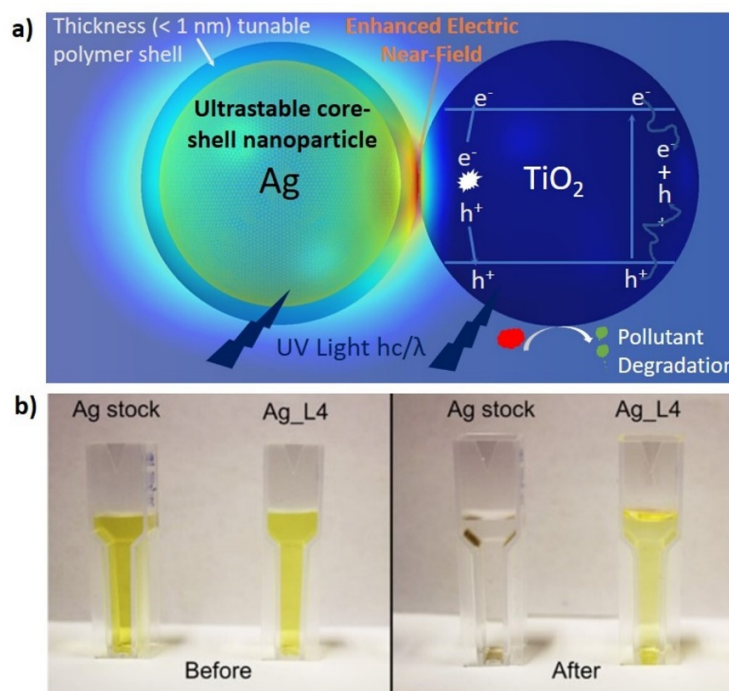 a)
Thickness (< 1 nm) tunable
polymer shell
Enhanced Electric
Near-Field
Ultrastable core-
shell nanoparticle
Ag
e⁻
e⁻
e⁻
h⁺
h⁺
TiO₂
e⁻
+
h
+
h⁺
UV Light hc/λ
Pollutant
Degradation
b)
Ag stock
Ag_L4
Before
Ag stock
Ag_L4
After